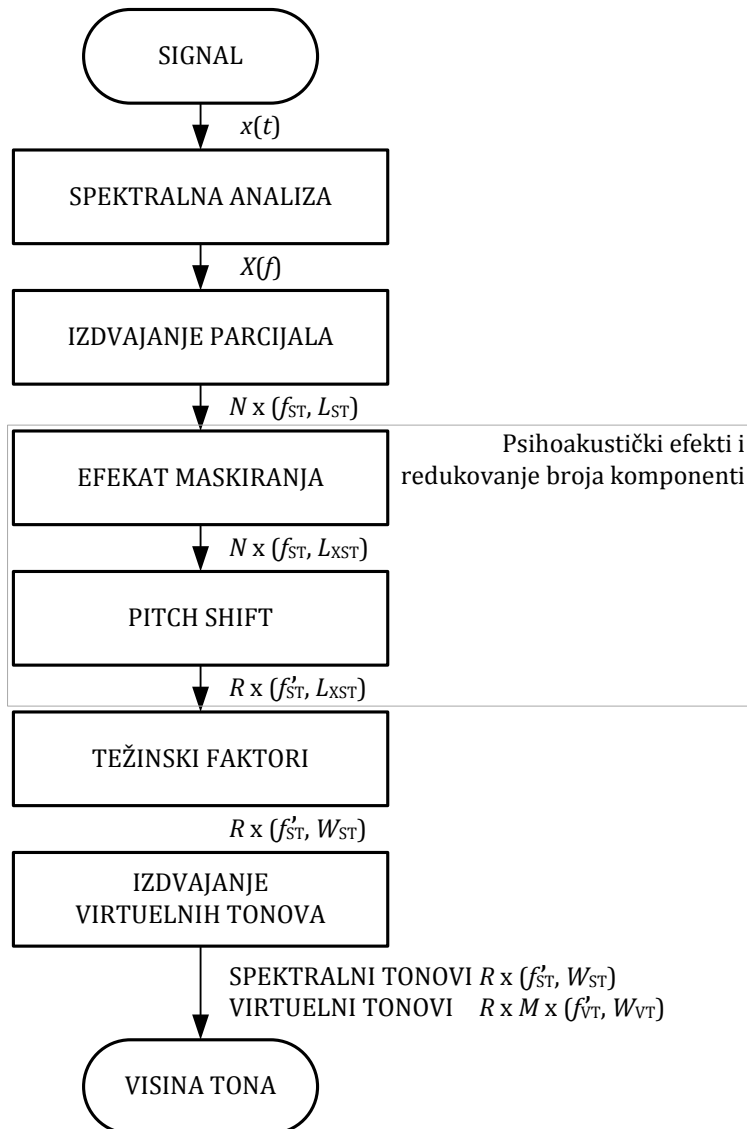 SIGNAL
x(t)
SPEKTRALNA ANALIZA
X(f)
IZDVAJANJE PARCIJALA
N x (fST, LST)
Psihoakustički efekti i
redukovanje broja komponenti
EFEKAT MASKIRANJA
N x (fST, LXST)
PITCH SHIFT
R x (f'ST, LXST)
TEŽINSKI FAKTORI
R x (f'ST, WST)
IZDVAJANJE
VIRTUELNIH TONOVA
SPEKTRALNI TONOVI R x (f'ST, WST)
VIRTUELNI TONOVI R x M x (f'VT, WVT)
VISINA TONA